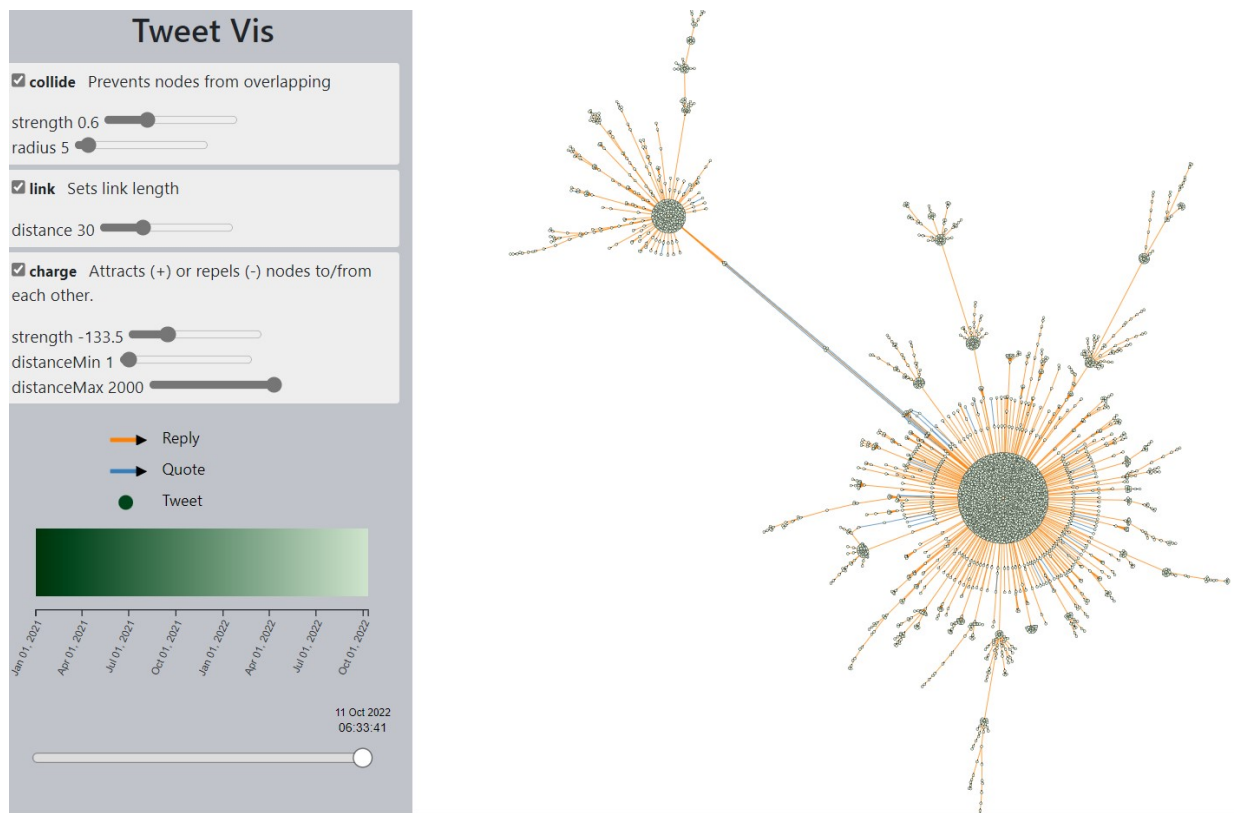 Tweet Vis
collide Prevents nodes from overlapping
strength 0.6
radius 5
link Sets link length
distance 30
charge Attracts (+) or repels (-) nodes to/from
each other.
strength -133.5
distanceMin 1
distanceMax 2000
Reply
Quote
Tweet
Jan 01, 2021
Apr 01, 2021
Jul 01, 2021
Oct 01, 2021
Jan 01, 2022
Apr 01, 2022
Jul 01, 2022
Oct 01, 2022
11 Oct 2022
06:33:41